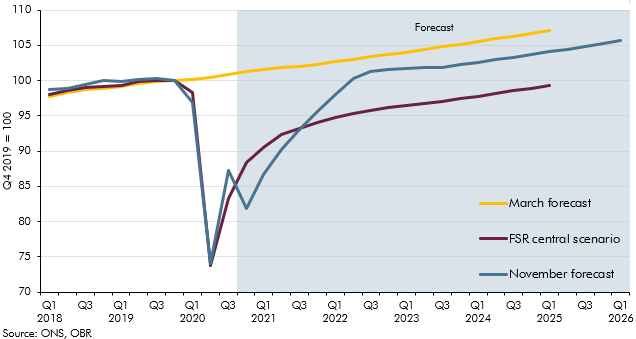 110
105
100
95
90
85
80
75
70
Q4 2019 = 100
Forecast
March forecast
FSR central scenario
November forecast
Q1 Q3 Q1 Q3 Q1 Q3 Q1 Q3 Q1 Q3 Q1 Q3 Q1 Q3 Q1 Q3 Q1
2018 2019 2020 2021 2022 2023 2024 2025 2026
Source: ONS, OBR